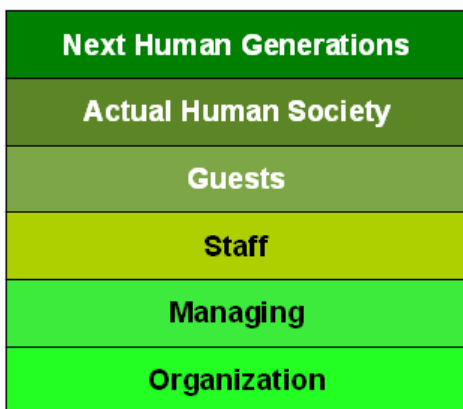 Next Human Generations
Actual Human Society
Guests
Staff
Managing
Organization